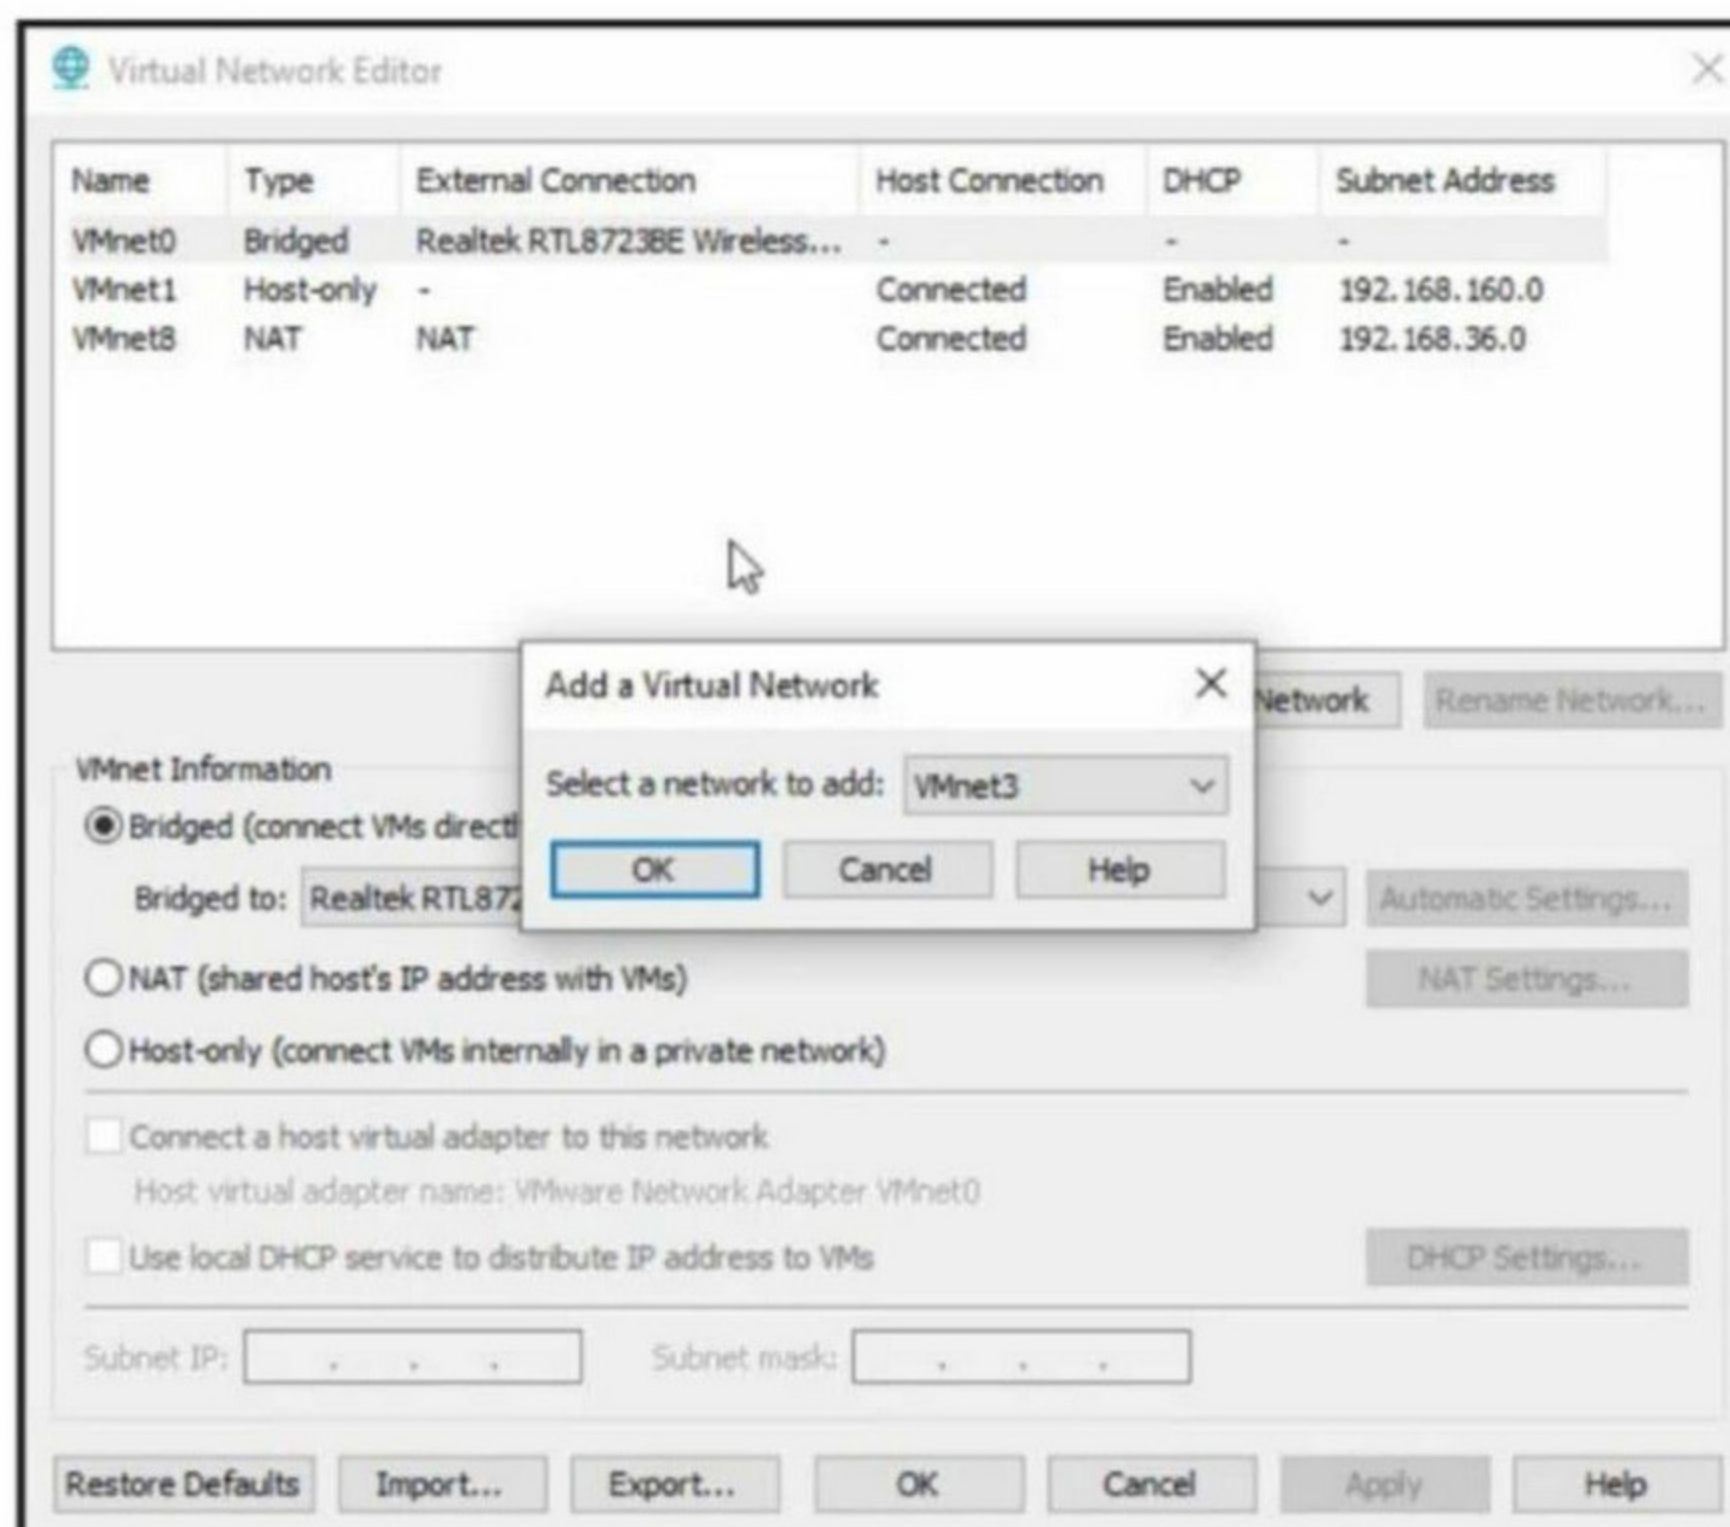 Virtual Network Editor
Name Type External Connection Host Connection DHCP Subnet Address
VMnet0 Bridged Realtek RTL8723BE Wireless... - - -
VMnet1 Host-only - Connected Enabled 192.168.160.0
VMnet8 NAT NAT Connected Enabled 192.168.36.0
Add a Virtual Network
Network Rename Network...
Select a network to add: VMnet3
OK Cancel Help
VMnet Information
Bridged (connect VMs directl
Bridged to: Realtek RTL872 Automatic Settings...
NAT (shared host's IP address with VMs) NAT Settings...
Host-only (connect VMs internally in a private network)
Connect a host virtual adapter to this network
Host virtual adapter name: VMware Network Adapter VMnet0
Use local DHCP service to distribute IP address to VMs DHCP Settings...
Subnet IP: . . . Subnet mask: . . .
Restore Defaults Import... Export... OK Cancel Apply Help